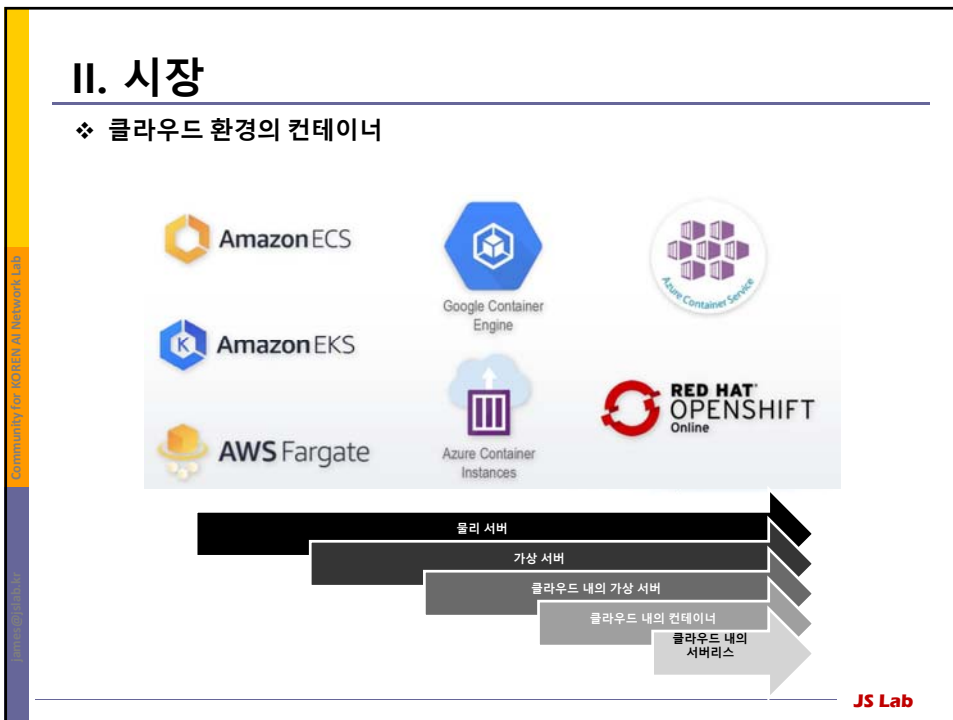 II. 시장
❖ 클라우드 환경의 컨테이너
Amazon ECS
Google Container
Engine
Azure Container Service
Amazon EKS
RED HAT
OPENSHIFT
Online
AWS Fargate
Azure Container
Instances
물리 서버
가상 서버
클라우드 내의 가상 서버
클라우드 내의 컨테이너
클라우드 내의
서버리스
Community for KOREN AI Network Lab
james@jslab.kr
JS Lab